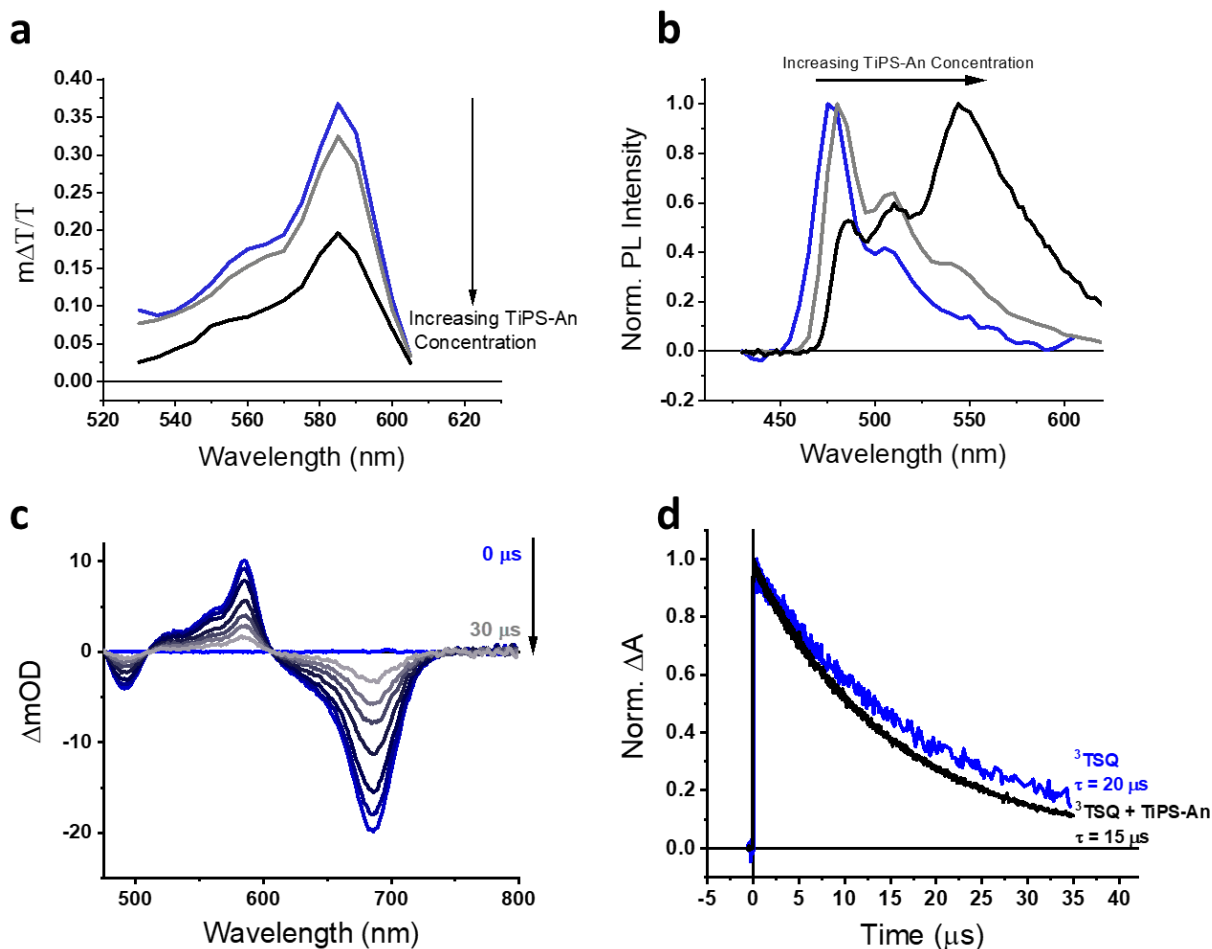 a
0.40
0.35
0.30
0.25
0.20
0.15
0.10
0.05
0.00
mΔT/T
520 540 560 580 600 620
Wavelength (nm)
Increasing TiPS-An
Concentration
b
Increasing TiPS-An Concentration
1.0
0.8
0.6
0.4
0.2
0.0
-0.2
Norm. PL Intensity
450 500 550 600
Wavelength (nm)
c
10
0
-10
-20
ΔmOD
0 μs
30 μs
500 600 700 800
Wavelength (nm)
d
1.0
0.8
0.6
0.4
0.2
0.0
Norm. ΔA
³TSQ
τ = 20 μs
³TSQ + TiPS-An
τ = 15 μs
-5 0 5 10 15 20 25 30 35 40
Time (μs)